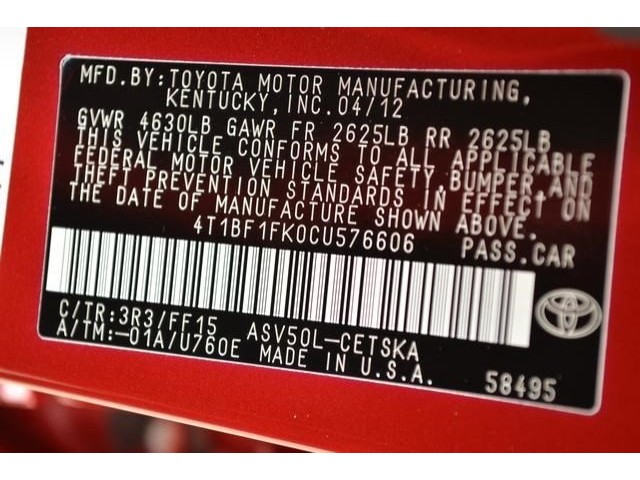 MFD.BY:TOYOTA MOTOR MANUFACTURING,
KENTUCKY,INC.04/12
GVWR 4630LB GAWR FR 2625LB RR 2625LB
THIS VEHICLE CONFORMS TO ALL APPLICABLE
FEDERAL MOTOR VEHICLE SAFETY,BUMPER,AND
THEFT PREVENTION STANDARDS IN EFFECT ON
THE DATE OF MANUFACTURE SHOWN ABOVE.
4T1BF1FK0CU576606 PASS.CAR
C/TR:3R3/FF15 ASV50L-CETSKA
A/TM:-01A/U760E MADE IN U.S.A.
58495